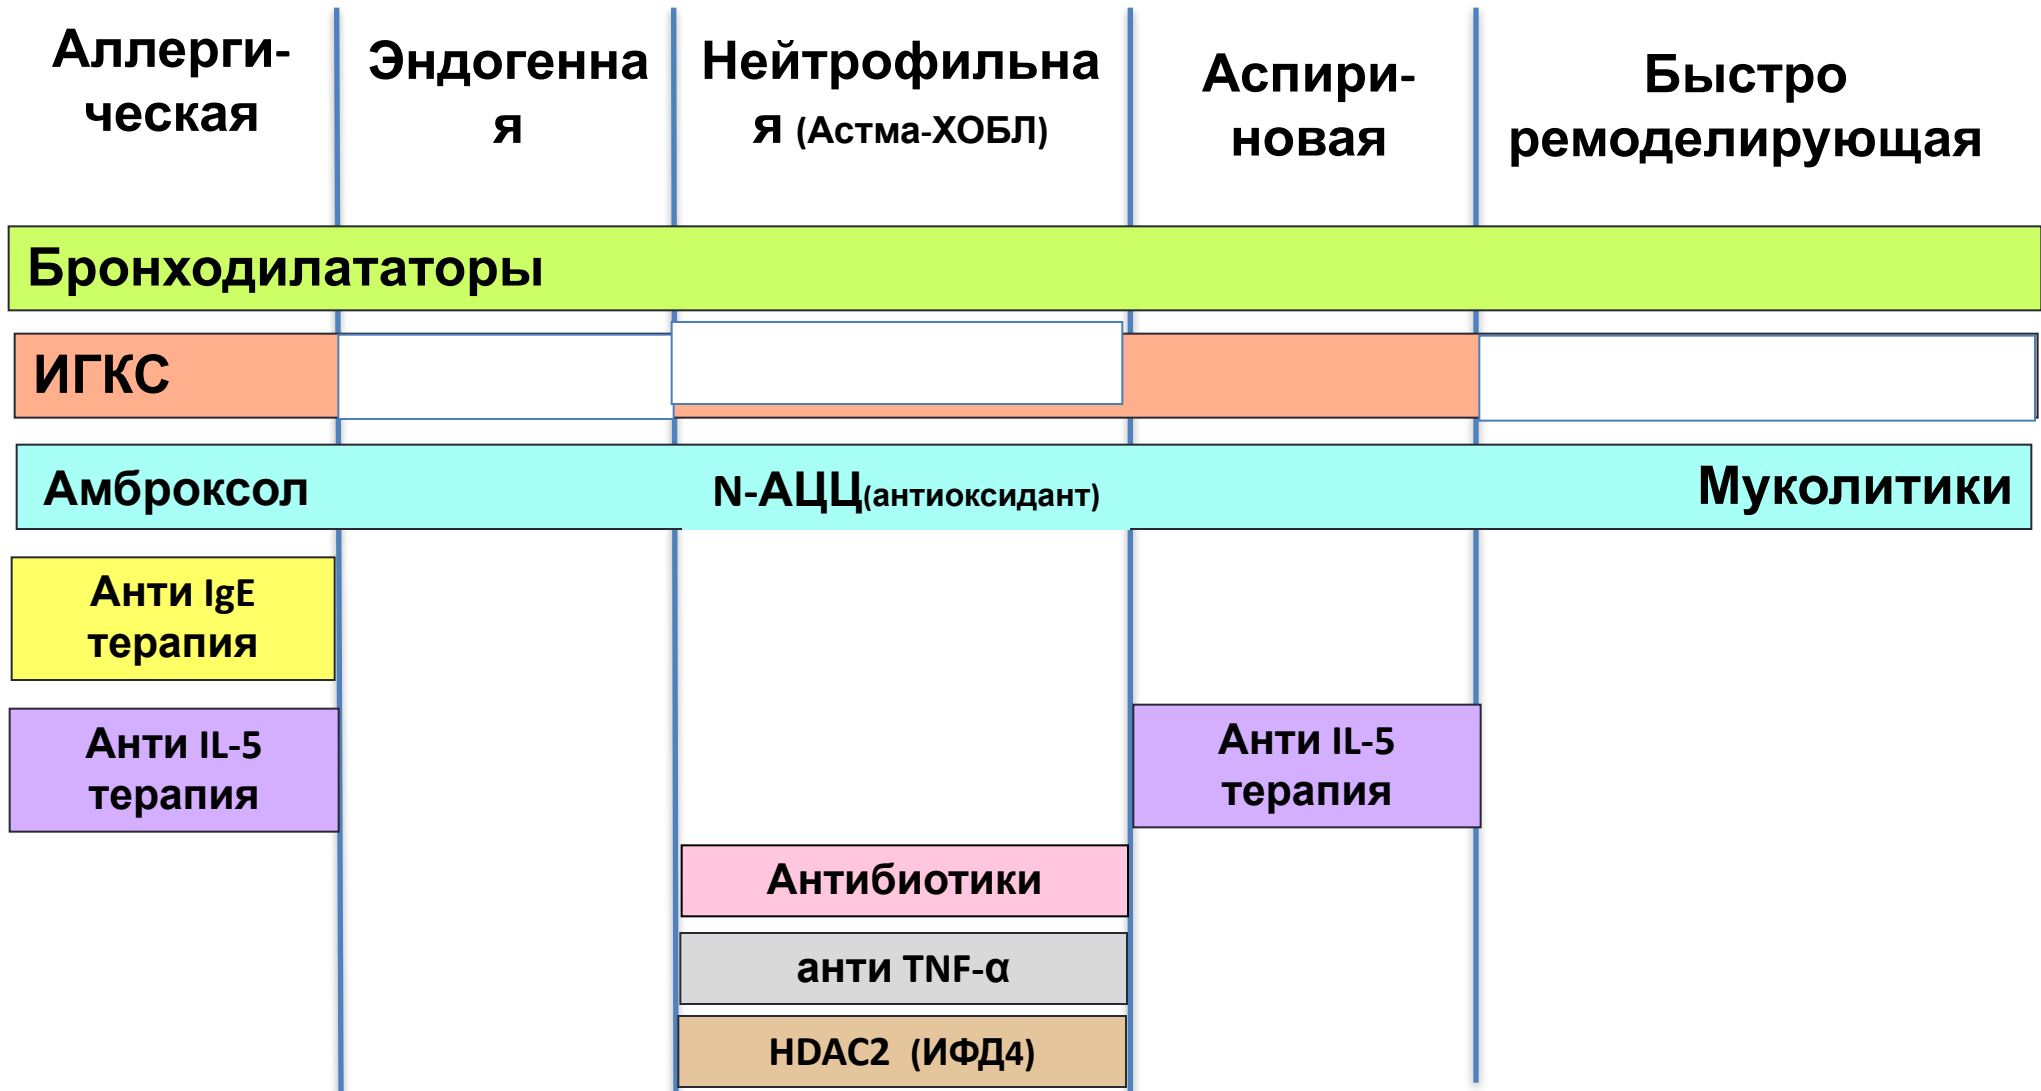 Аллерги-
ческая
Эндогенна
я
Нейтрофильна
я (Астма-ХОБЛ)
Аспири-
новая
Быстро
ремоделирующая
Бронходилататоры
ИГКС
Амброксол
N-АЦЦ(антиоксидант)
Муколитики
Анти IgE
терапия
Анти IL-5
терапия
Анти IL-5
терапия
Антибиотики
анти TNF-α
HDAC2 (ИФД4)